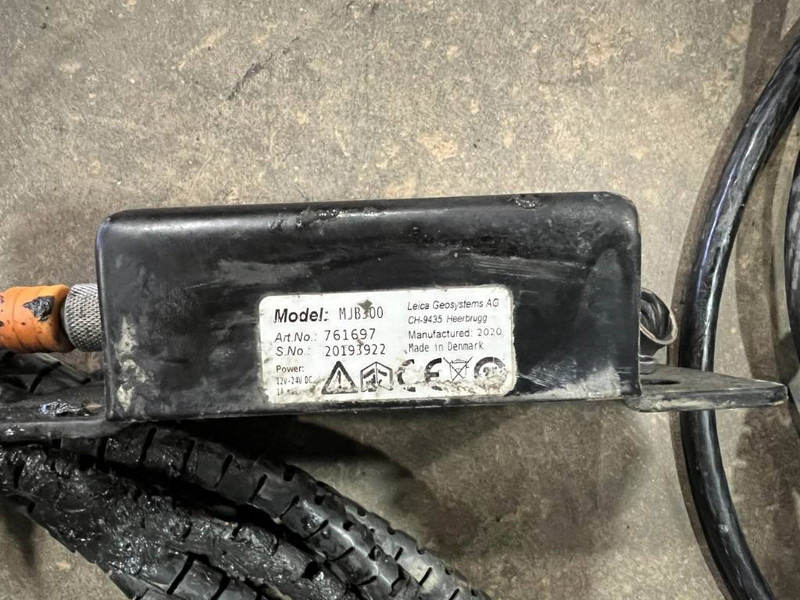 Model: MJB300
Art.No.: 761697
S.No.: 20193922
Power:
12V-24V DC
Leica Geosystems AG
CH-9435 Heerbrugg
Manufactured: 2020
Made in Denmark
CE